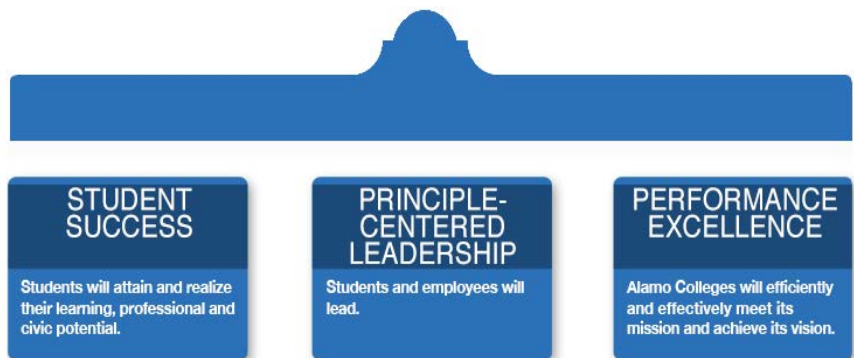 STUDENT
SUCCESS
Students will attain and realize
their learning, professional and
civic potential.
PRINCIPLE-
CENTERED
LEADERSHIP
Students and employees will
lead.
PERFORMANCE
EXCELLENCE
Alamo Colleges will efficiently
and effectively meet its
mission and achieve its vision.